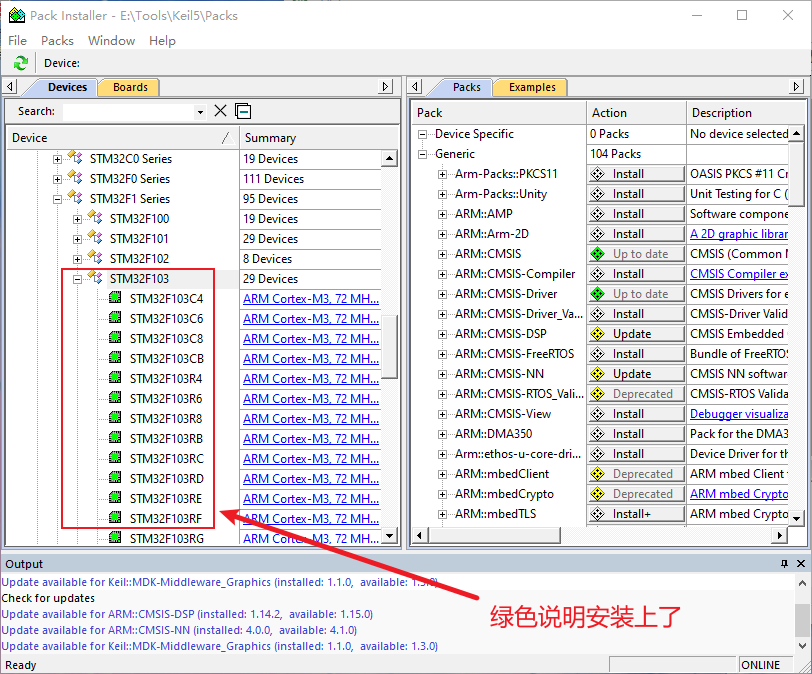 Pack Installer - E:\Tools\Keil5\Packs
File Packs Window Help
Device:
Devices Boards
Search:
Device Summary
STM32C0 Series 19 Devices
STM32F0 Series 111 Devices
STM32F1 Series 95 Devices
STM32F100 19 Devices
STM32F101 29 Devices
STM32F102 8 Devices
STM32F103 29 Devices
STM32F103C4 ARM Cortex-M3, 72 MH...
STM32F103C6 ARM Cortex-M3, 72 MH...
STM32F103C8 ARM Cortex-M3, 72 MH...
STM32F103CB ARM Cortex-M3, 72 MH...
STM32F103R4 ARM Cortex-M3, 72 MH...
STM32F103R6 ARM Cortex-M3, 72 MH...
STM32F103R8 ARM Cortex-M3, 72 MH...
STM32F103RB ARM Cortex-M3, 72 MH...
STM32F103RC ARM Cortex-M3, 72 MH...
STM32F103RD ARM Cortex-M3, 72 MH...
STM32F103RE ARM Cortex-M3, 72 MH...
STM32F103RF ARM Cortex-M3, 72 MH...
STM32F103RG ARM Cortex-M3, 72 MH...
Packs Examples
Pack Action Description
Device Specific 0 Packs No device selected
Generic 104 Packs
Arm-Packs::PKCS11 Install OASIS PKCS #11 Cr
Arm-Packs::Unity Install Unit Testing for C (
ARM::AMP Install Software compone
ARM::Arm-2D Install A 2D graphic librar
ARM::CMSIS Up to date CMSIS (Common M
ARM::CMSIS-Compiler Install CMSIS Compiler ex
ARM::CMSIS-Driver Up to date CMSIS Drivers for e
ARM::CMSIS-Driver_Va... Install CMSIS-Driver Valid
ARM::CMSIS-DSP Update CMSIS Embedded
ARM::CMSIS-FreeRTOS Install Bundle of FreeRTOS
ARM::CMSIS-NN Update CMSIS NN softwar
ARM::CMSIS-RTOS_Vali... Deprecated CMSIS-RTOS Valida
ARM::CMSIS-View Install Debugger visualiza
ARM::DMA350 Install Pack for the DMA3
Arm::ethos-u-core-dri... Install Device Driver for th
ARM::mbedClient Deprecated ARM mbed Client
ARM::mbedCrypto Deprecated ARM mbed Crypto
ARM::mbedTLS Install+ ARM mbed Crypto
Output
Update available for Keil::MDK-Middleware_Graphics (installed: 1.1.0, available: 1.3.0)
Check for updates
Update available for ARM::CMSIS-DSP (installed: 1.14.2, available: 1.15.0)
Update available for ARM::CMSIS-NN (installed: 4.0.0, available: 4.1.0)
Update available for Keil::MDK-Middleware_Graphics (installed: 1.1.0, available: 1.3.0)
绿色说明安装上了
Ready ONLINE